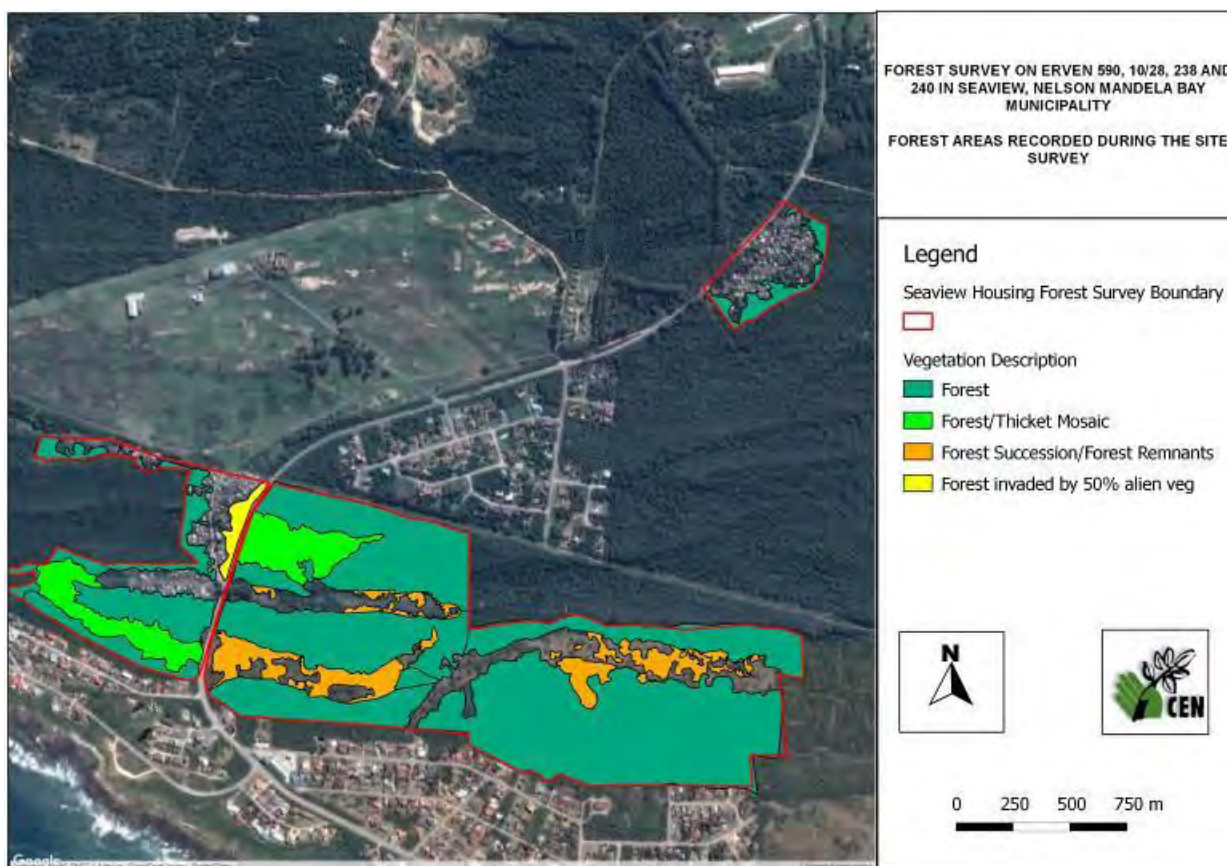 FOREST SURVEY ON ERVEN 590, 10/28, 238 AND
240 IN SEAVIEW, NELSON MANDELA BAY
MUNICIPALITY
FOREST AREAS RECORDED DURING THE SITE
SURVEY
Legend
Seaview Housing Forest Survey Boundary
Vegetation Description
Forest
Forest/Thicket Mosaic
Forest Succession/Forest Remnants
Forest invaded by 50% alien veg
N
CEN
0 250 500 750 m
Google